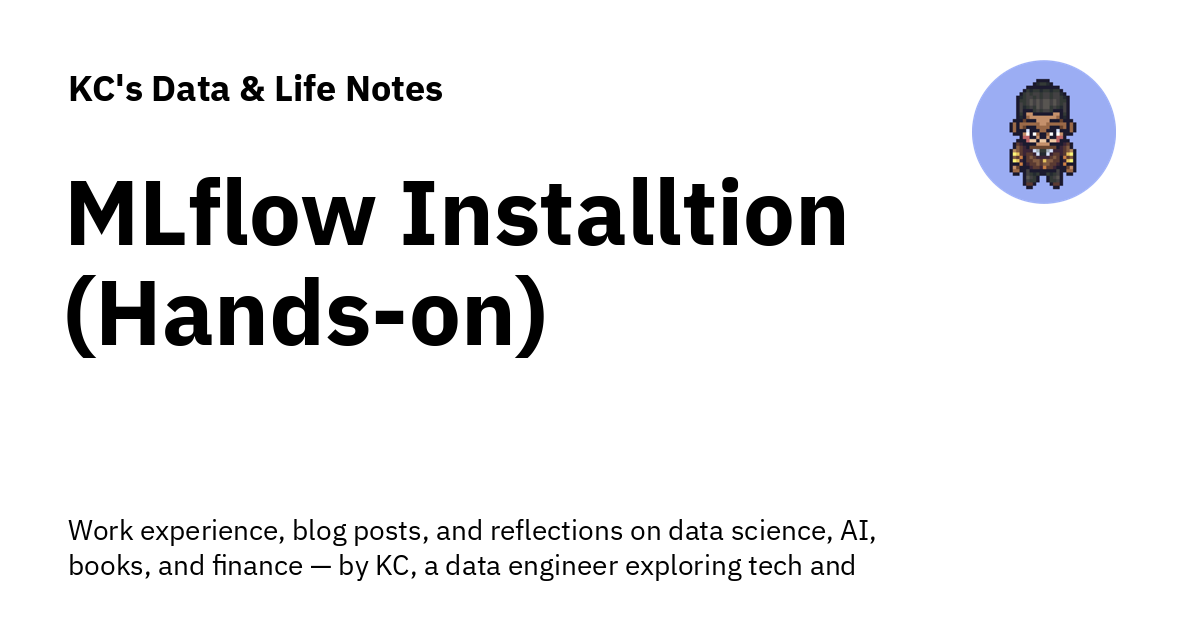 KC's Data & Life Notes
MLflow Installtion
(Hands-on)
Work experience, blog posts, and reflections on data science, AI,
books, and finance — by KC, a data engineer exploring tech and